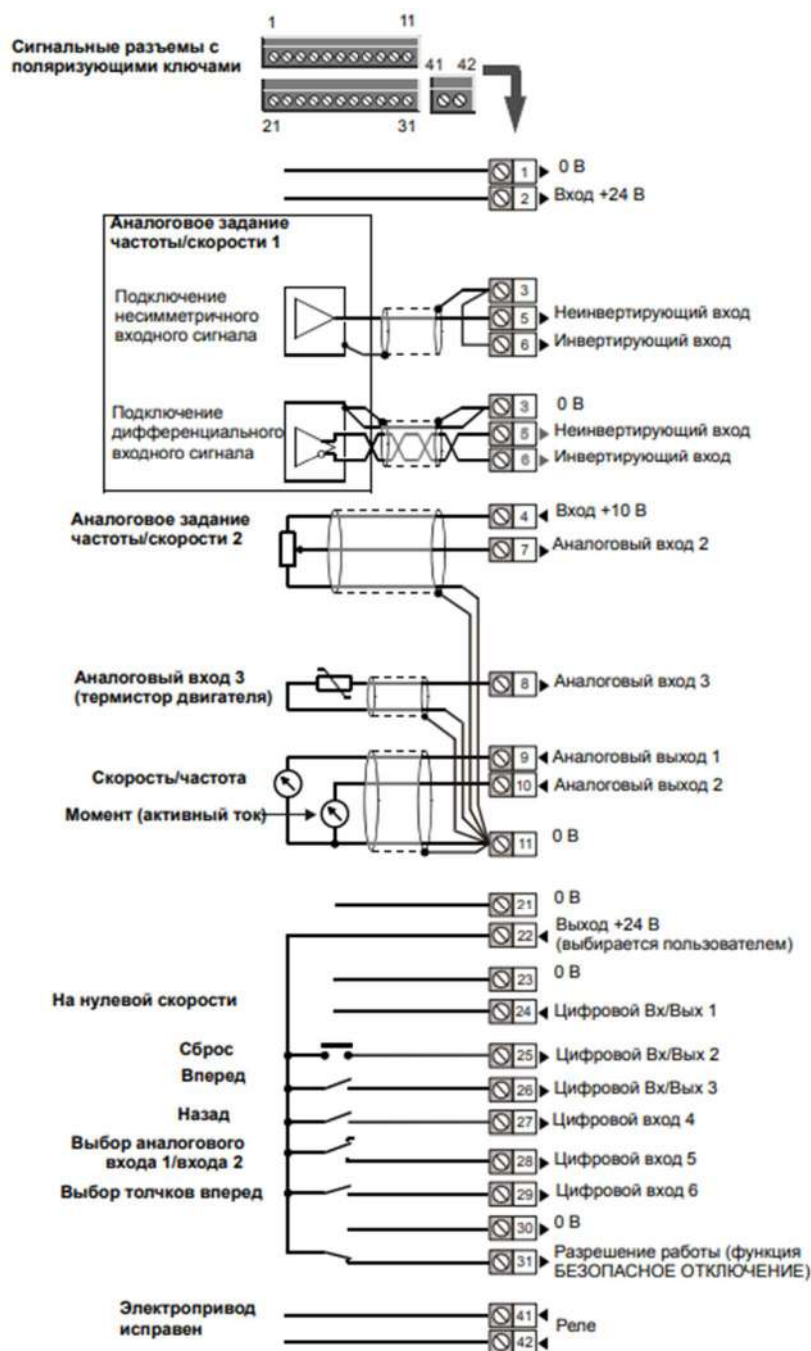 1 11
Сигнальные разъемы с
поляризующими ключами
41 42
21 31
1 0 В
2 Вход +24 В
Аналоговое задание
частоты/скорости 1
Подключение
несимметричного
входного сигнала
3
5 Неинвертирующий вход
6 Инвертирующий вход
Подключение
дифференциального
входного сигнала
3 0 В
5 Неинвертирующий вход
6 Инвертирующий вход
Аналоговое задание
частоты/скорости 2
4 Вход +10 В
7 Аналоговый вход 2
Аналоговый вход 3
(термистор двигателя)
8 Аналоговый вход 3
Скорость/частота
9 Аналоговый выход 1
Момент (активный ток)
10 Аналоговый выход 2
11 0 В
21 0 В
22 Выход +24 В
(выбирается пользователем)
23 0 В
На нулевой скорости
24 Цифровой Вх/Вых 1
Сброс
25 Цифровой Вх/Вых 2
Вперед
26 Цифровой Вх/Вых 3
Назад
27 Цифровой вход 4
Выбор аналогового
входа 1/входа 2
28 Цифровой вход 5
Выбор толчков вперед
29 Цифровой вход 6
30 0 В
31 Разрешение работы (функция
БЕЗОПАСНОЕ ОТКЛЮЧЕНИЕ)
Электропривод
исправен
41
Реле
42